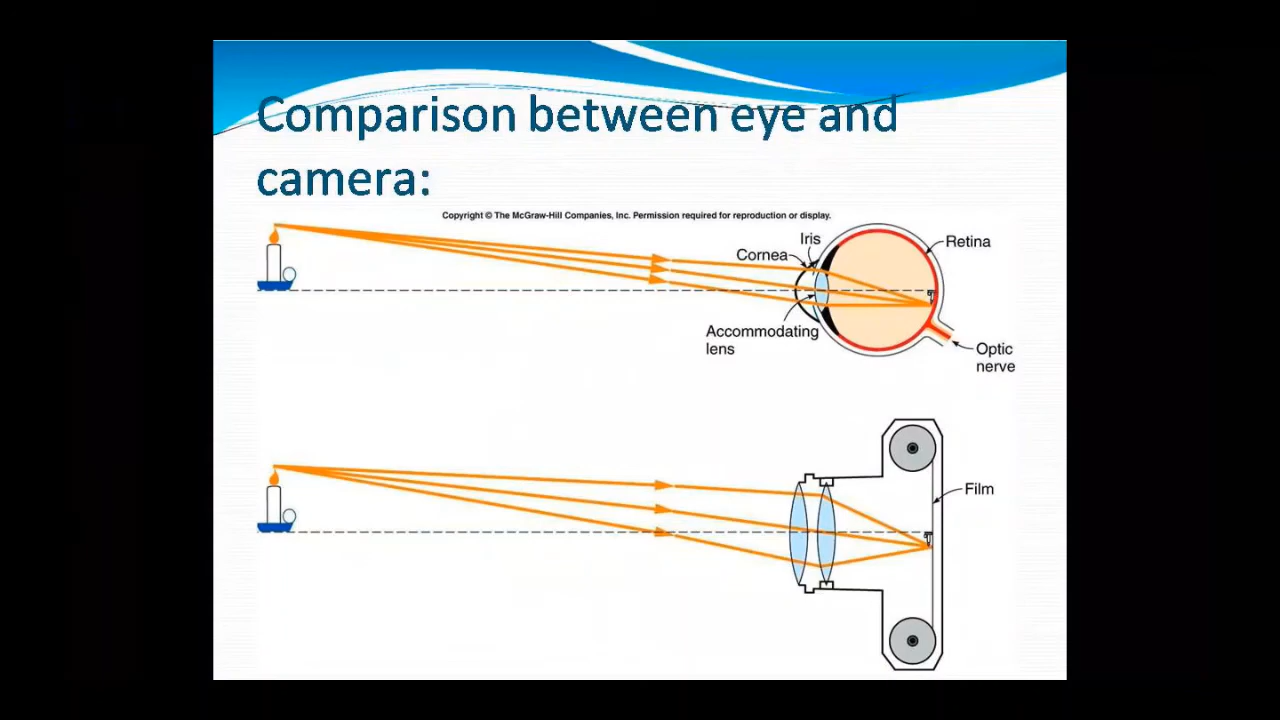 Comparison between eye and
camera:
Copyright © The McGraw-Hill Companies, Inc. Permission required for reproduction or display.
Iris
Cornea
Retina
Accommodating
lens
Optic
nerve
Film